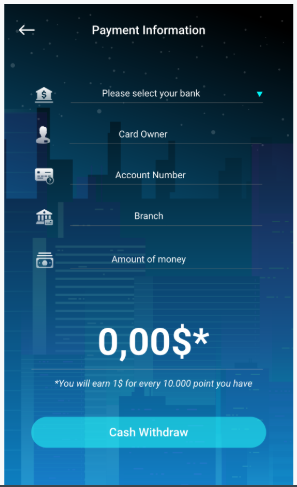 Payment Information
Please select your bank
Card Owner
Account Number
Branch
Amount of money
0,00$*
*You will earn 1$ for every 10.000 point you have
Cash Withdraw